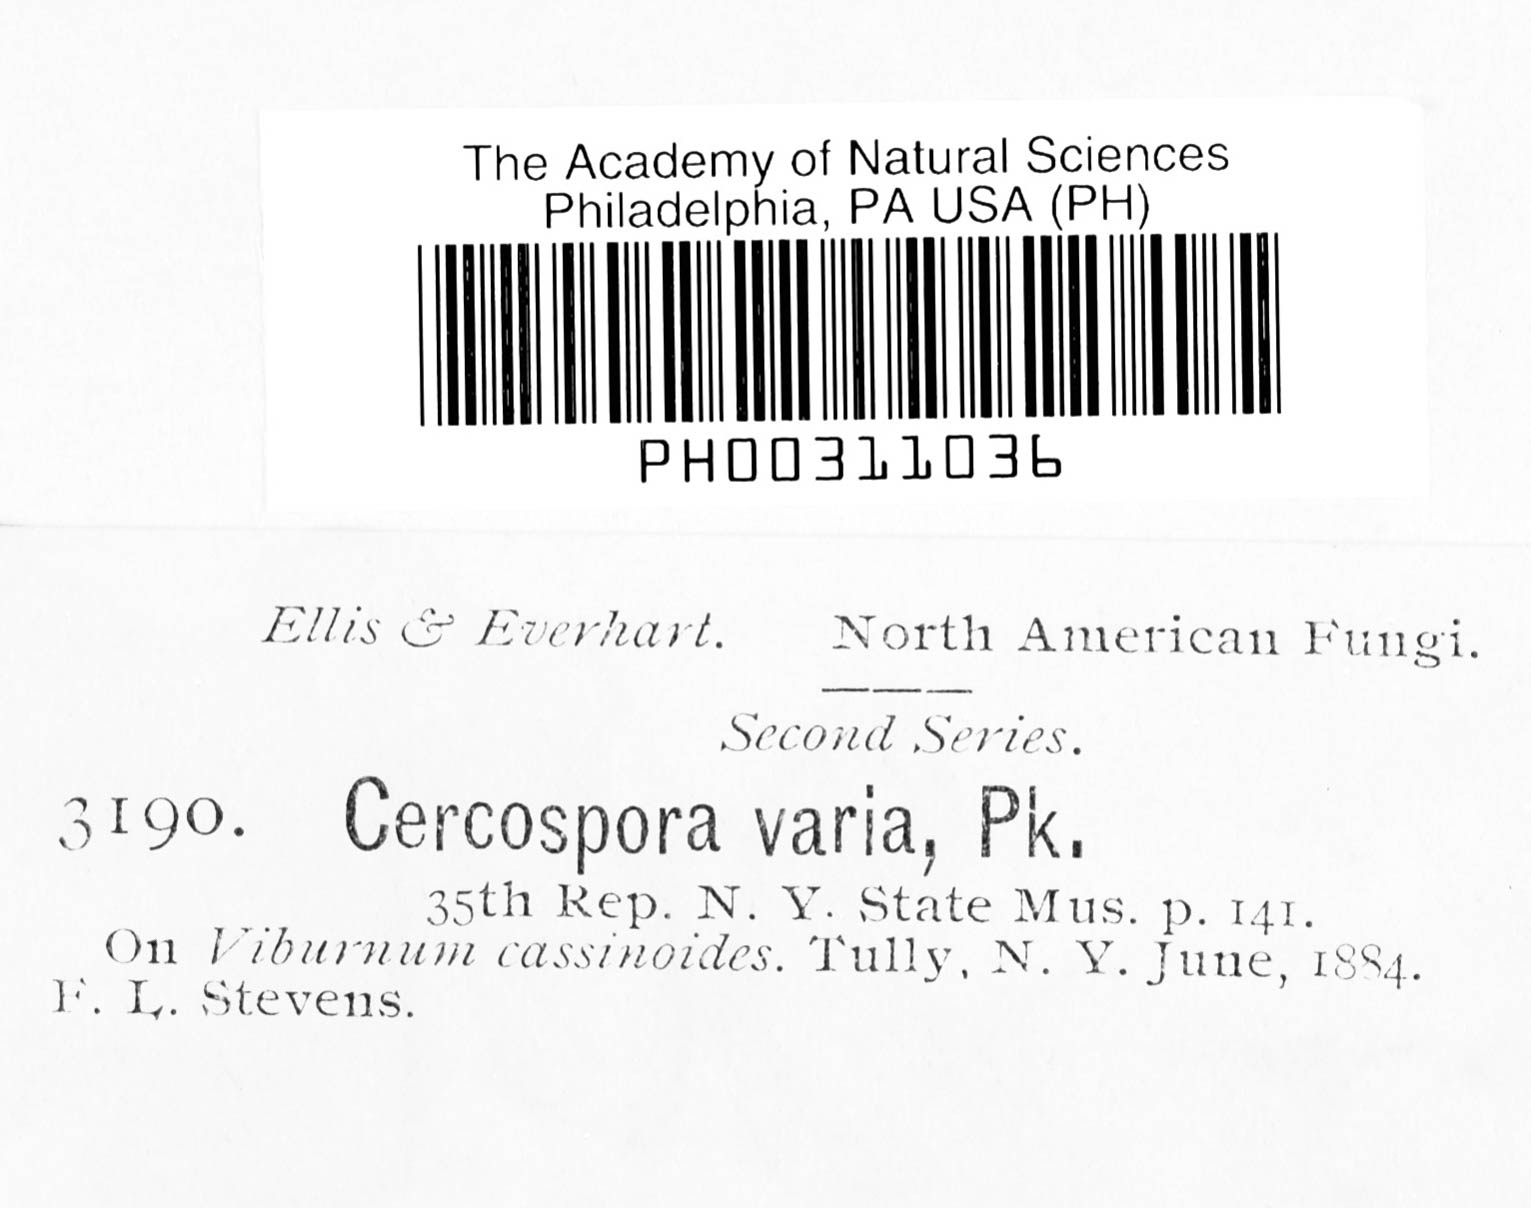 The Academy of Natural Sciences
Philadelphia, PA USA (PH)
PH00311036
Ellis & Everhart. North American Fungi.
Second Series.
3190. Cercospora varia, Pk.
35th Rep. N. Y. State Mus. p. 141.
On Viburnum cassinoides. Tully, N. Y. June, 1884.
F. L. Stevens.